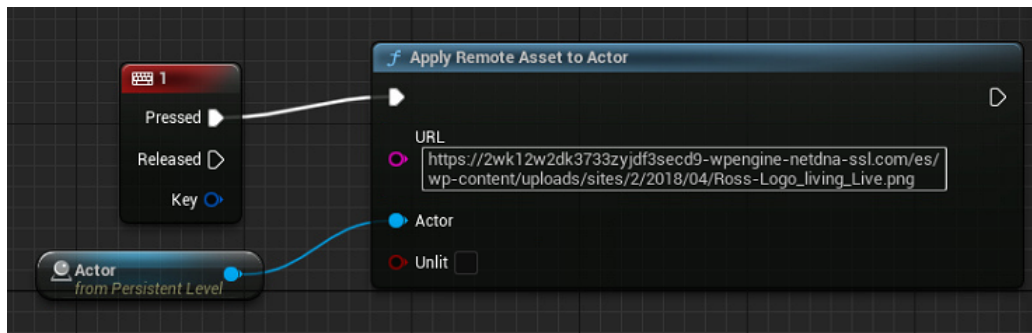 1
Pressed
Released
Key
Actor
from Persistent Level
f Apply Remote Asset to Actor
URL
https://2wk12w2dk3733zyjdf3secd9-wpengine-netdna-ssl.com/es/
wp-content/uploads/sites/2/2018/04/Ross-Logo_living_Live.png
Actor
Unlit